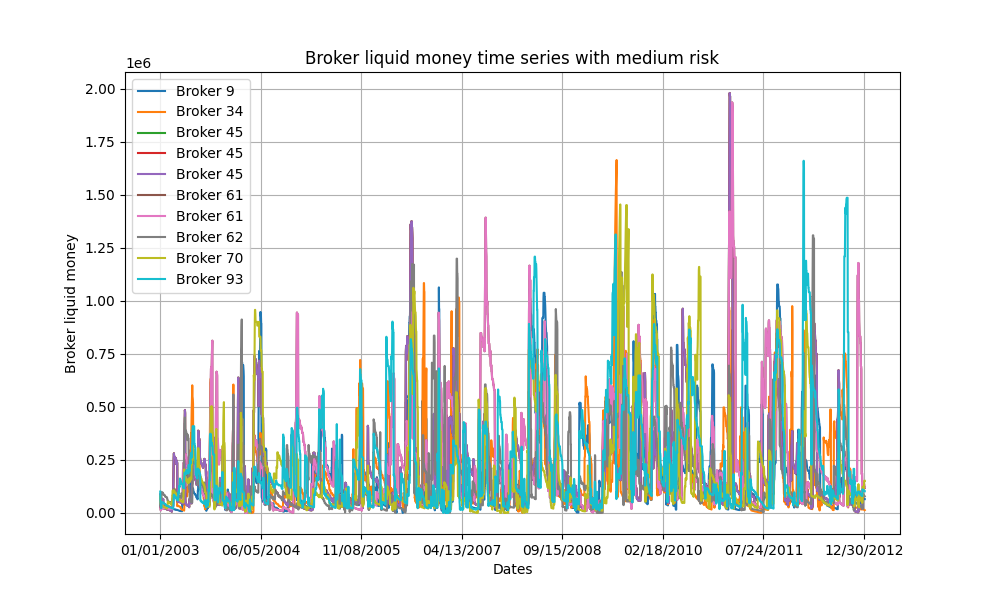 Broker liquid money time series with medium risk
1e6
2.00
1.75
1.50
1.25
1.00
0.75
0.50
0.25
0.00
Broker liquid money
Broker 9
Broker 34
Broker 45
Broker 45
Broker 45
Broker 61
Broker 61
Broker 62
Broker 70
Broker 93
01/01/2003 06/05/2004 11/08/2005 04/13/2007 09/15/2008 02/18/2010 07/24/2011 12/30/2012
Dates